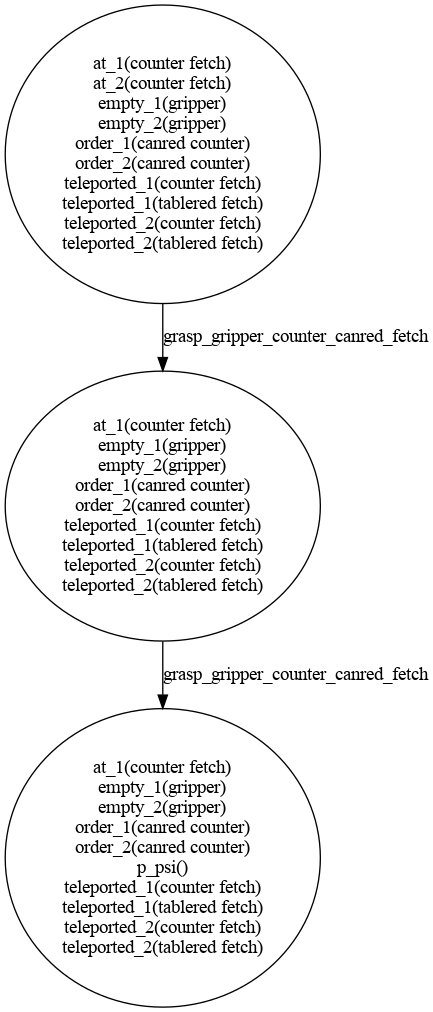 at_1(counter fetch)
at_2(counter fetch)
empty_1(gripper)
empty_2(gripper)
order_1(canred counter)
order_2(canred counter)
teleported_1(counter fetch)
teleported_1(tablered fetch)
teleported_2(counter fetch)
teleported_2(tablered fetch)
grasp_gripper_counter_canred_fetch
at_1(counter fetch)
empty_1(gripper)
empty_2(gripper)
order_1(canred counter)
order_2(canred counter)
teleported_1(counter fetch)
teleported_1(tablered fetch)
teleported_2(counter fetch)
teleported_2(tablered fetch)
grasp_gripper_counter_canred_fetch
at_1(counter fetch)
empty_1(gripper)
empty_2(gripper)
order_1(canred counter)
order_2(canred counter)
p_psi()
teleported_1(counter fetch)
teleported_1(tablered fetch)
teleported_2(counter fetch)
teleported_2(tablered fetch)